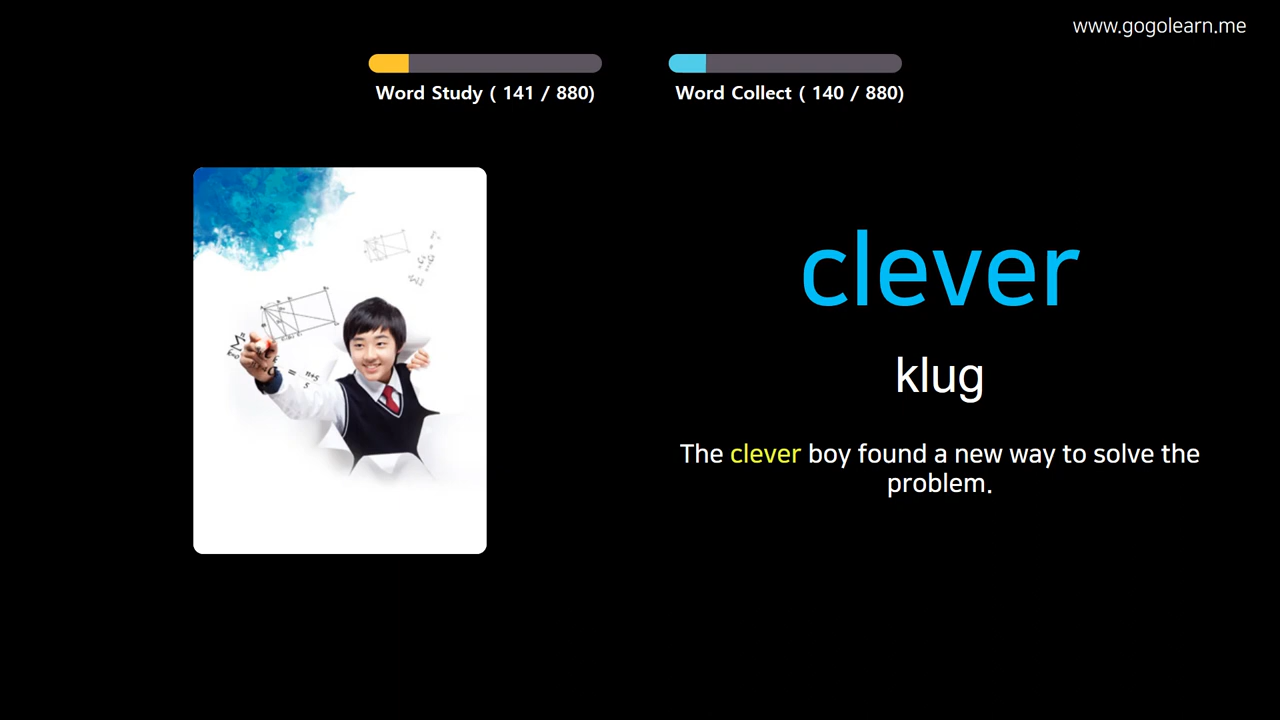 www.gogolearn.me
Word Study ( 141 / 880)
Word Collect ( 140 / 880)
clever
klug
The clever boy found a new way to solve the
problem.